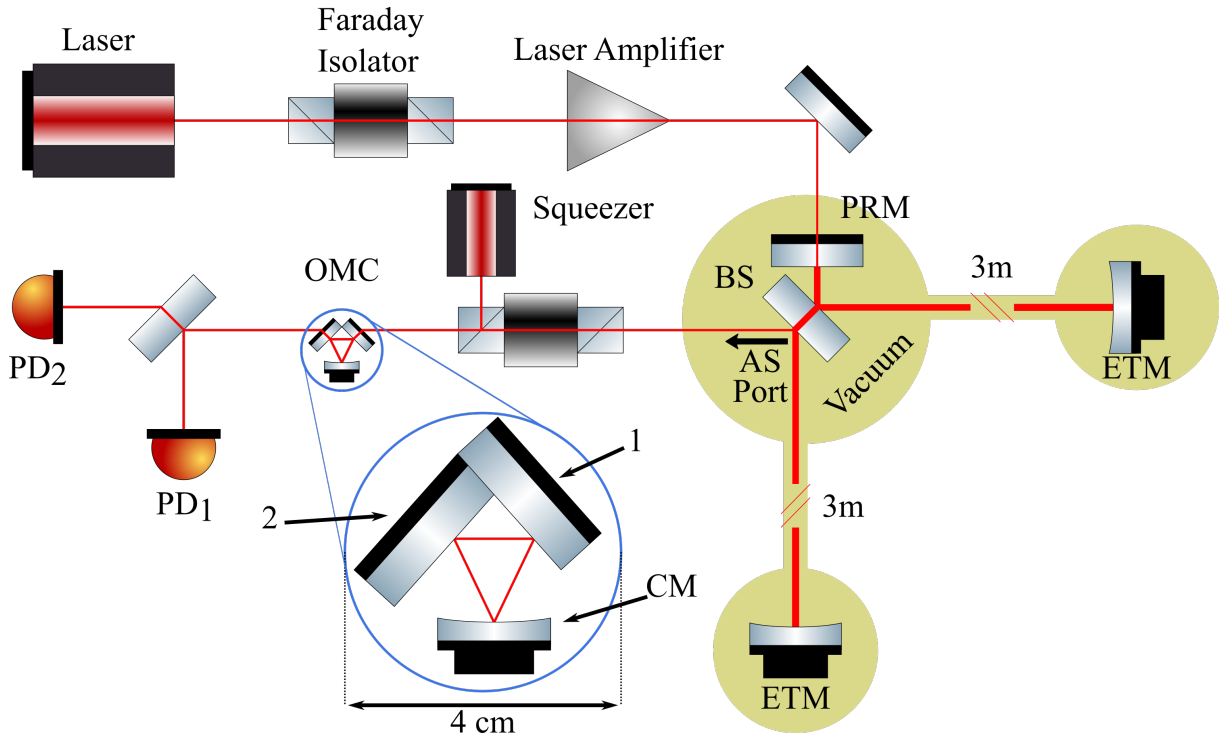 Laser
Faraday
Isolator
Laser Amplifier
PRM
Squeezer
BS
3m
OMC
PD2
AS
Port
Vacuum
ETM
PD1
1
2
3m
CM
ETM
4 cm